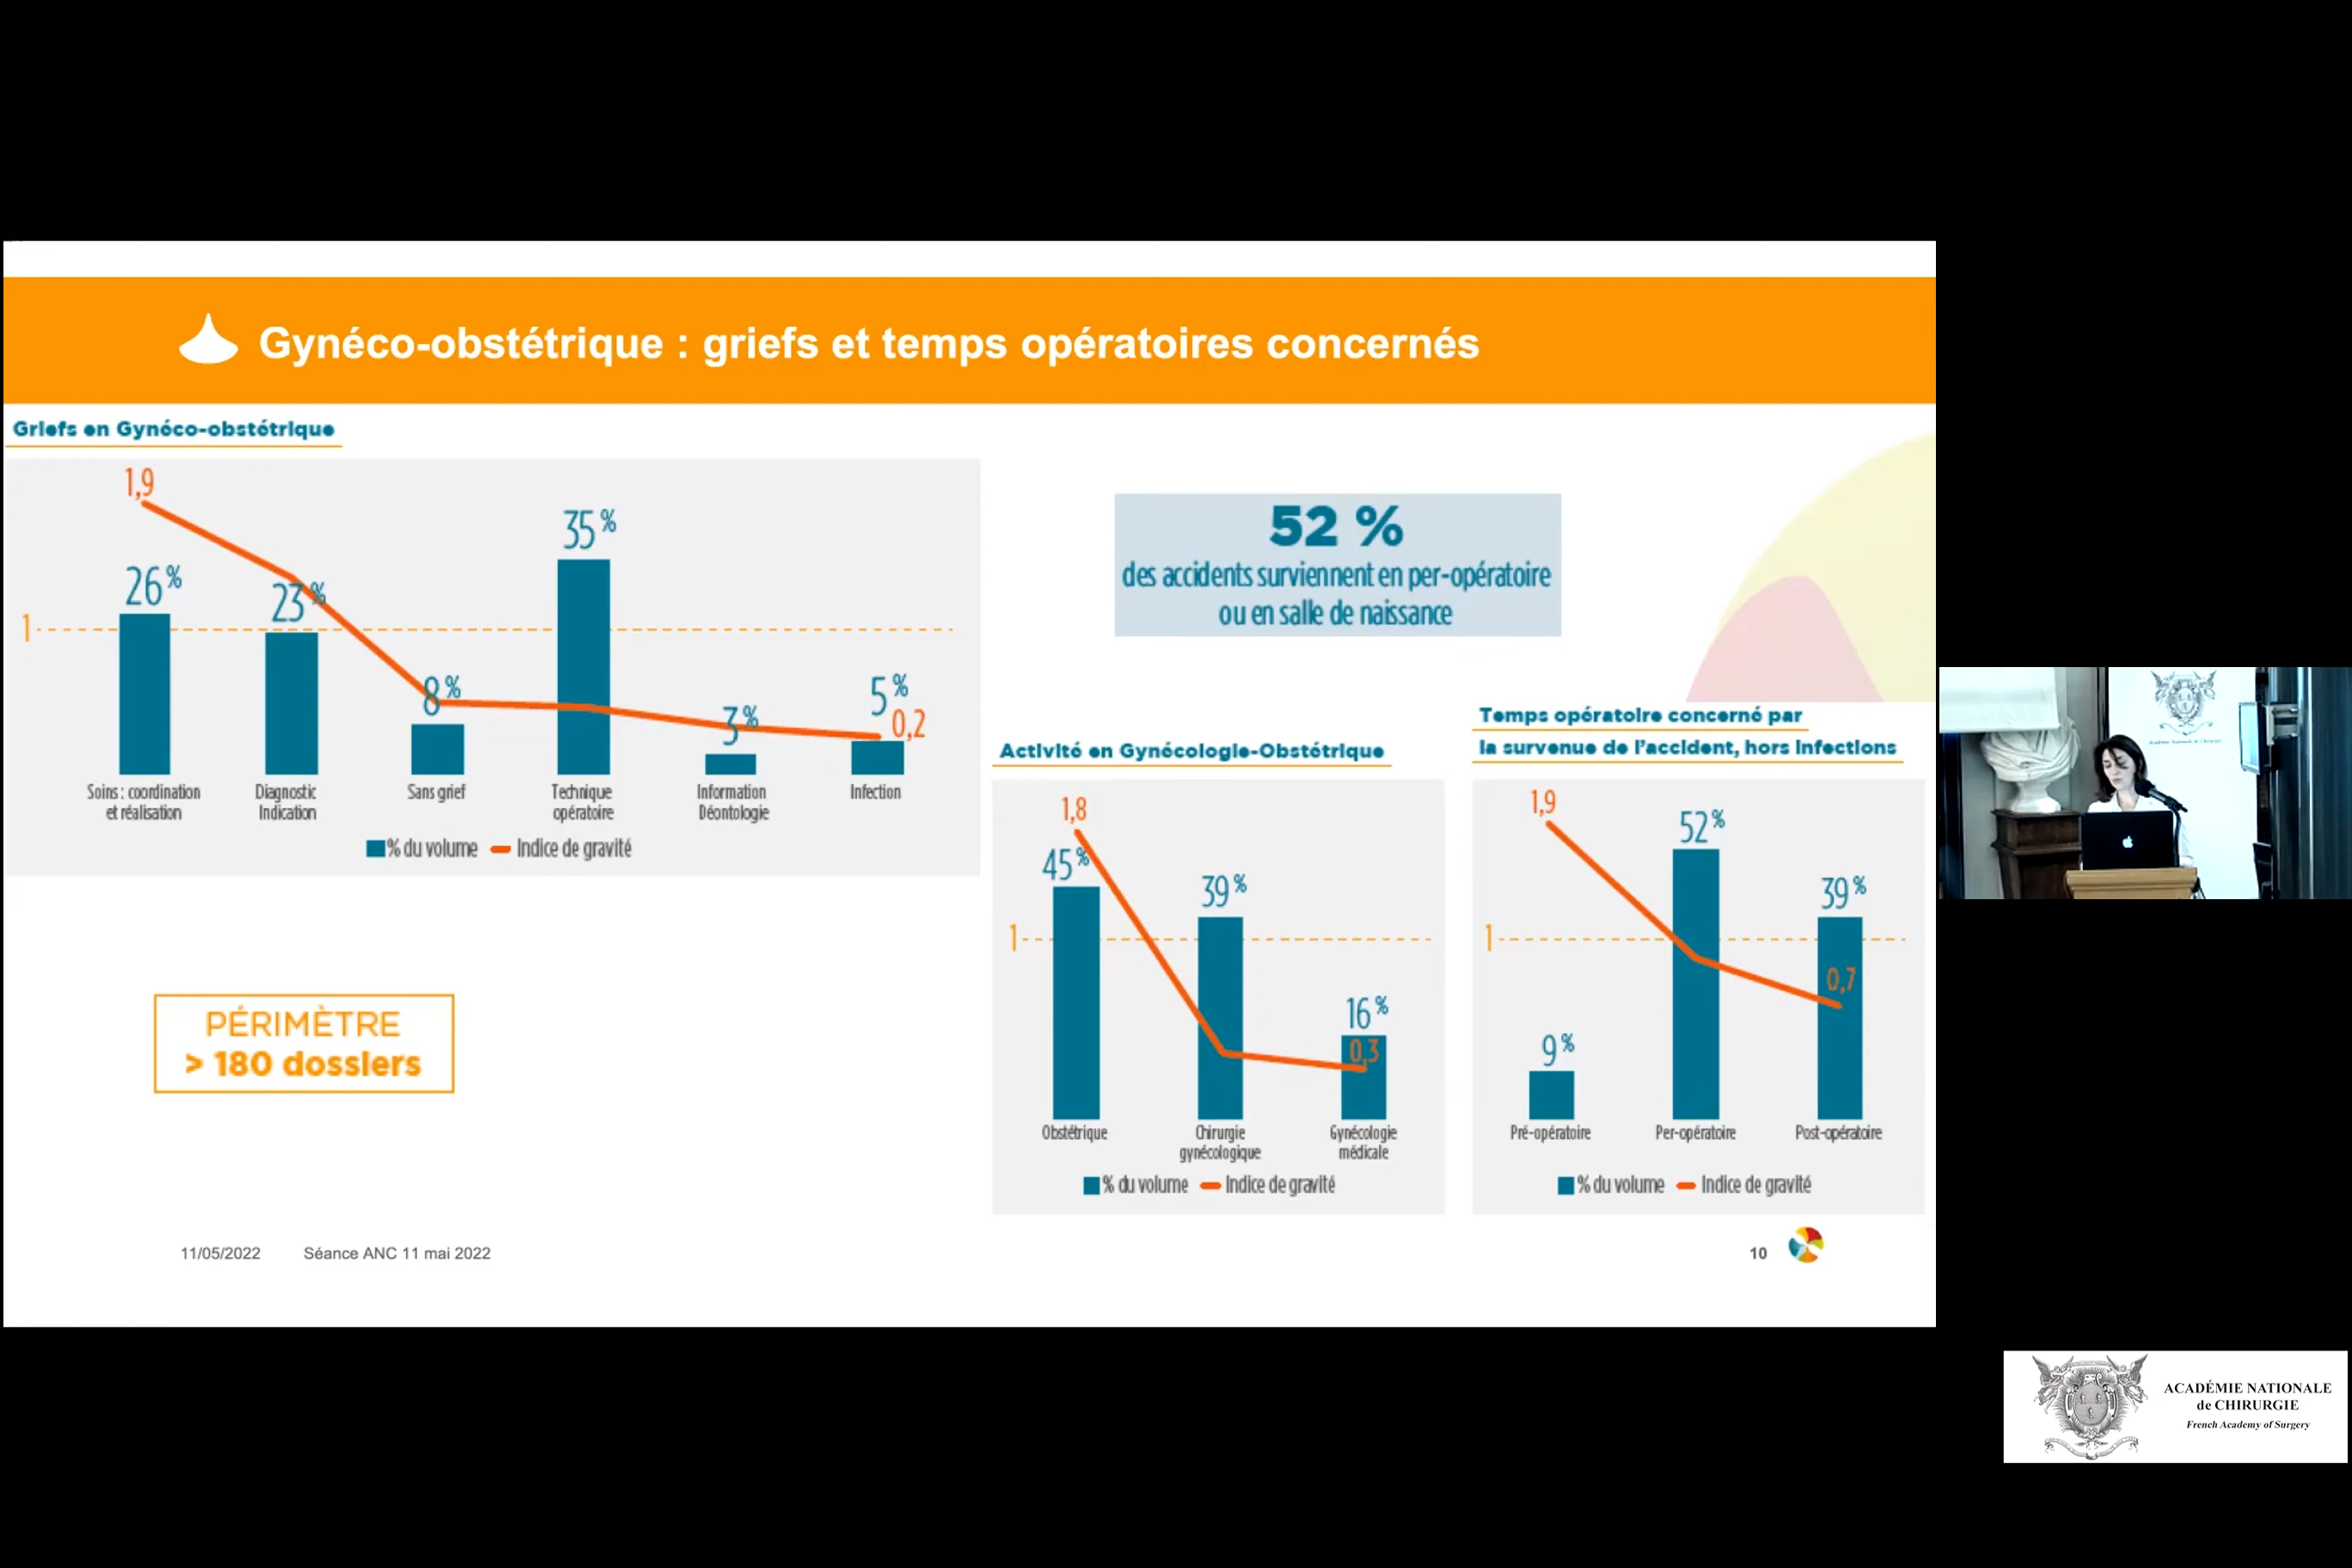 Gynéco-obstétrique : griefs et temps opératoires concernés
Griefs en Gynéco-obstétrique
1,9
26 %
23 %
8 %
35 %
3 %
5 %
0,2
1
Soins : coordination
et réalisation
Diagnostic
Indication
Sans grief
Technique
opératoire
Information
Déontologie
Infection
% du volume
Indice de gravité
52 %
des accidents surviennent en per-opératoire
ou en salle de naissance
PÉRIMÈTRE
> 180 dossiers
Activité en Gynécologie-Obstétrique
1,8
45 %
39 %
16 %
0,3
1
Obstétrique
Chirurgie
gynécologique
Gynécologie
médicale
% du volume
Indice de gravité
Temps opératoire concerné par
la survenue de l'accident, hors infections
1,9
9 %
52 %
39 %
0,7
1
Pré-opératoire
Per-opératoire
Post-opératoire
% du volume
Indice de gravité
11/05/2022
Séance ANC 11 mai 2022
10
ACADÉMIE NATIONALE
de CHIRURGIE
French Academy of Surgery